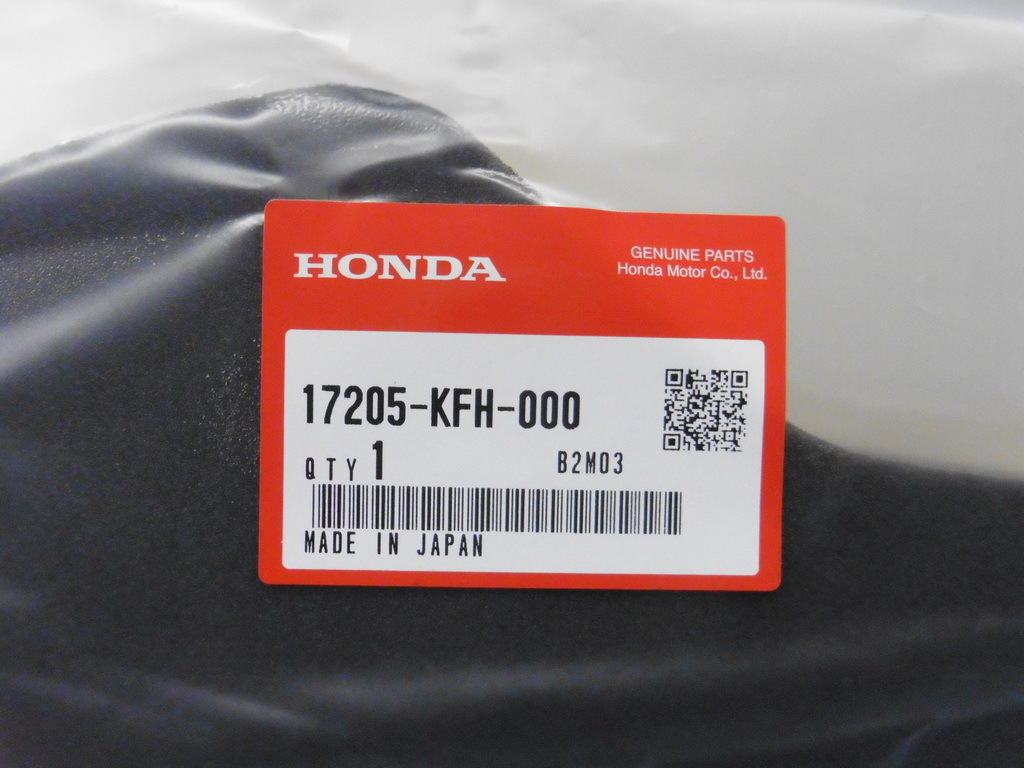 HONDA
GENUINE PARTS
Honda Motor Co., Ltd.
17205-KFH-000
QTY 1 B2M03
MADE IN JAPAN